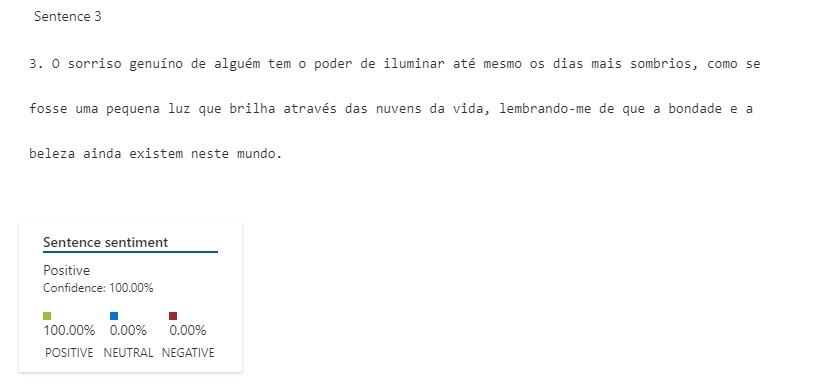 Sentence 3
3. O sorriso genuíno de alguém tem o poder de iluminar até mesmo os dias mais sombrios, como se
fosse uma pequena luz que brilha através das nuvens da vida, lembrando-me de que a bondade e a
beleza ainda existem neste mundo.
Sentence sentiment
Positive
Confidence: 100.00%
100.00% 0.00% 0.00%
POSITIVE NEUTRAL NEGATIVE